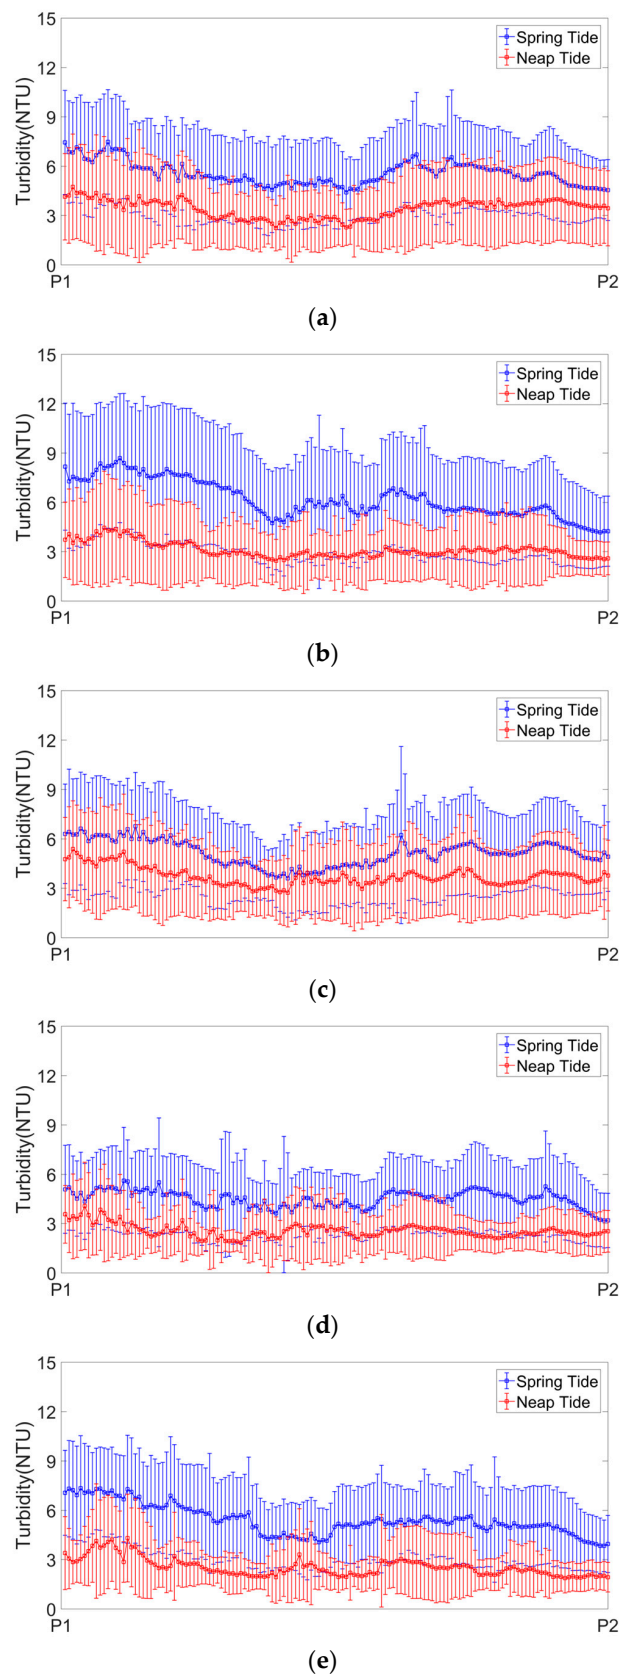 15
Spring Tide
Neap Tide
12
9
6
3
0
Turbidity(NTU)
P1
P2
(a)
15
Spring Tide
Neap Tide
12
9
6
3
0
Turbidity(NTU)
P1
P2
(b)
15
Spring Tide
Neap Tide
12
9
6
3
0
Turbidity(NTU)
P1
P2
(c)
15
Spring Tide
Neap Tide
12
9
6
3
0
Turbidity(NTU)
P1
P2
(d)
15
Spring Tide
Neap Tide
12
9
6
3
0
Turbidity(NTU)
P1
P2
(e)